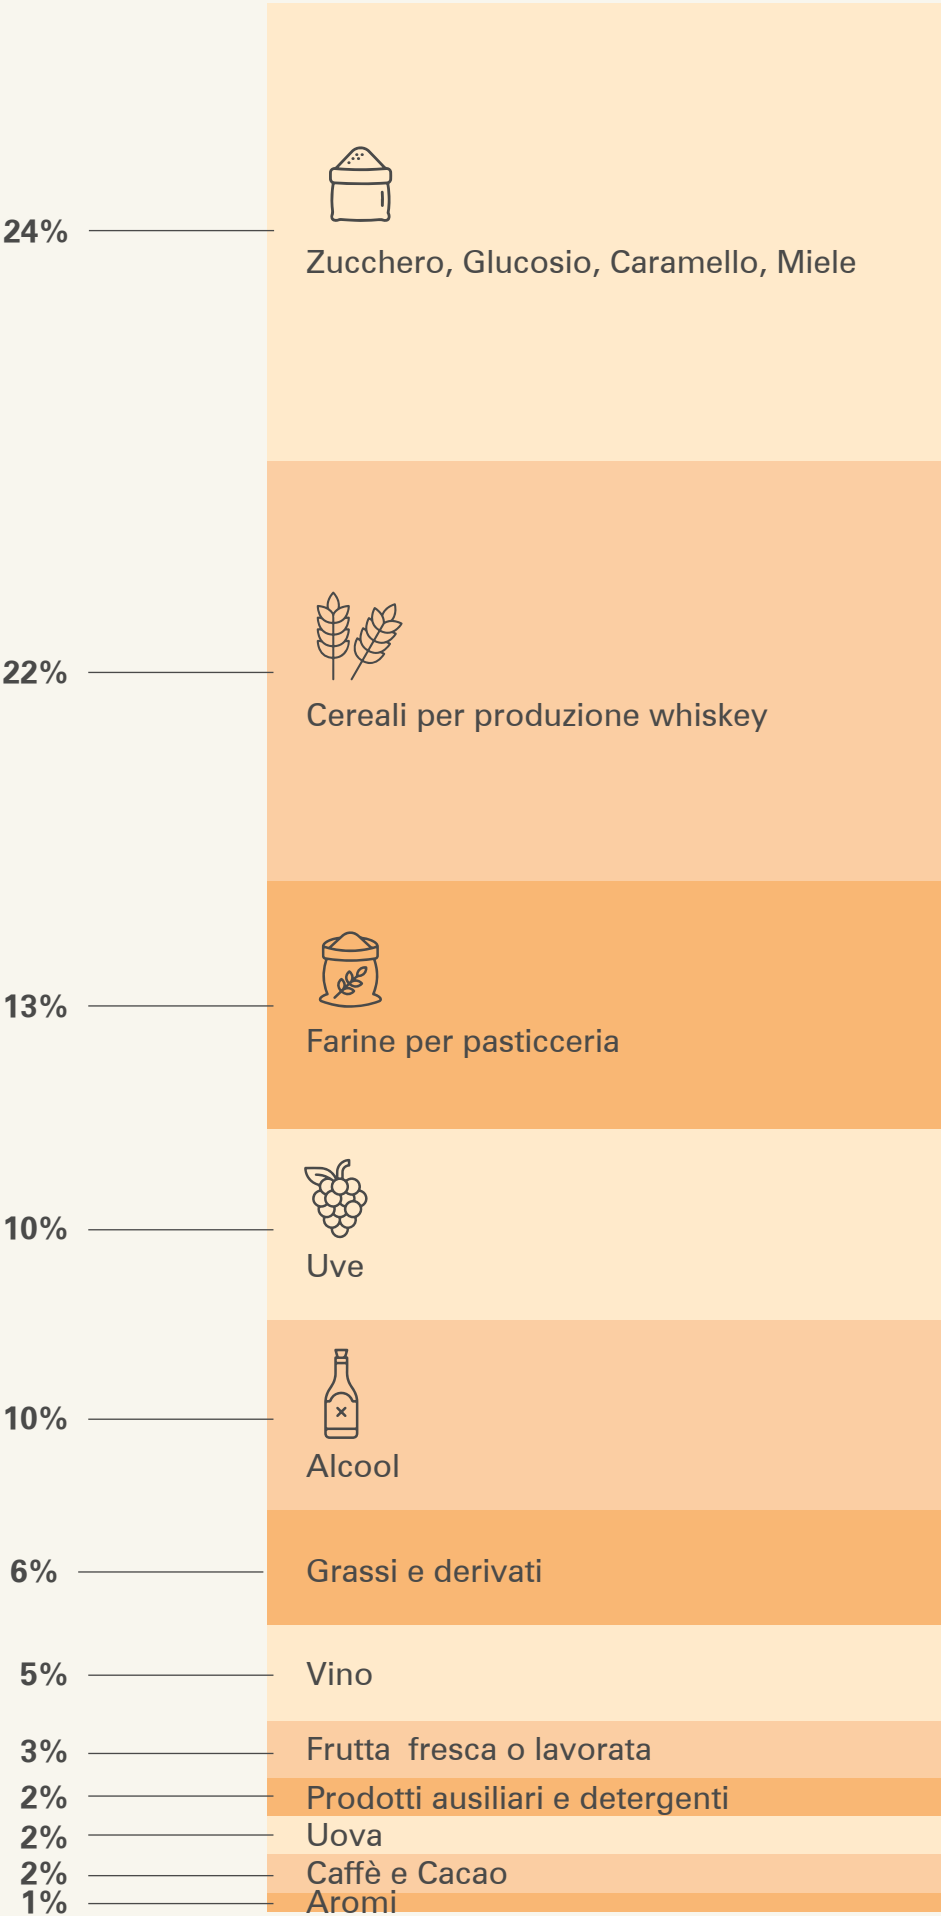 24%
Zucchero, Glucosio, Caramello, Miele
22%
Cereali per produzione whiskey
13%
Farine per pasticceria
10%
Uve
10%
Alcool
6%
Grassi e derivati
5%
Vino
3%
Frutta  fresca o lavorata
2%
Prodotti ausiliari e detergenti
2%
Uova
2%
Caffè e Cacao
1%
Aromi